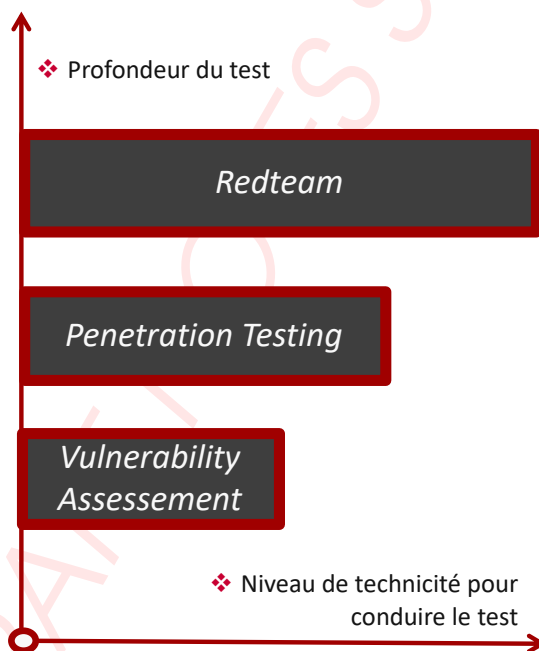 ❖ Profondeur du test
Redteam
Penetration Testing
Vulnerability
Assessement
❖ Niveau de technicité pour
conduire le test